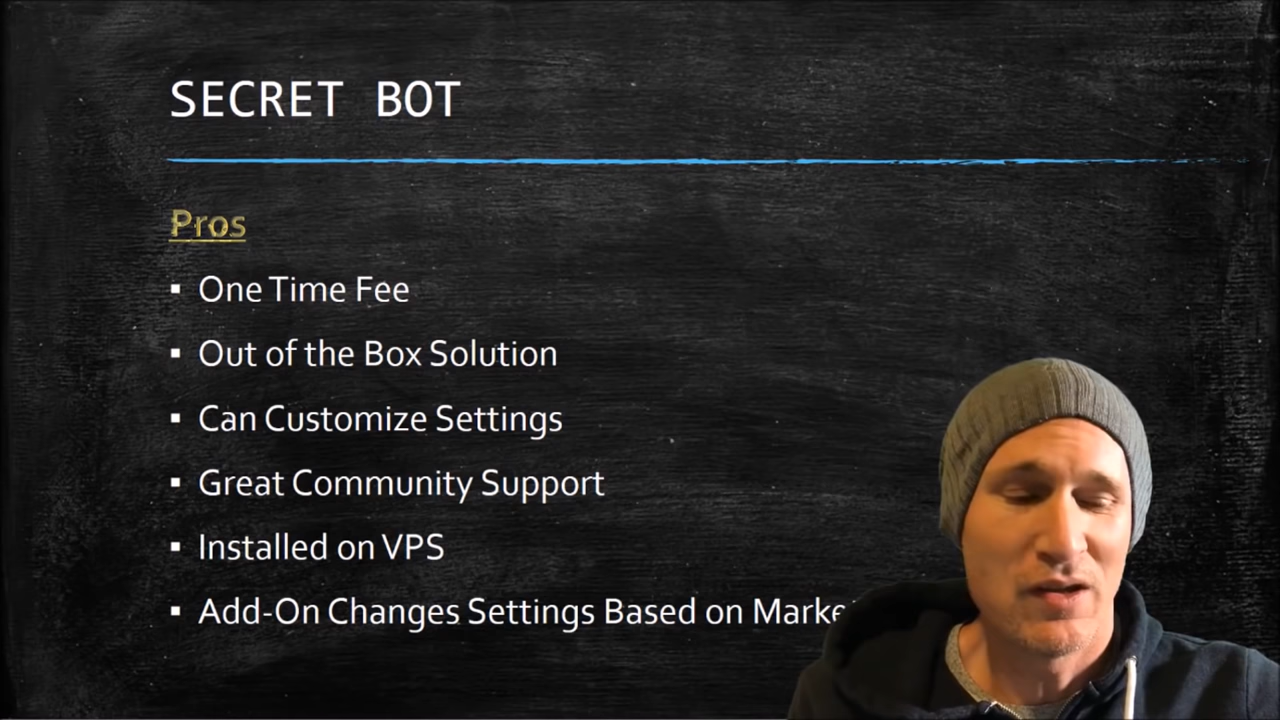 SECRET BOT
Pros
▪ One Time Fee
▪ Out of the Box Solution
▪ Can Customize Settings
▪ Great Community Support
▪ Installed on VPS
▪ Add-On Changes Settings Based on